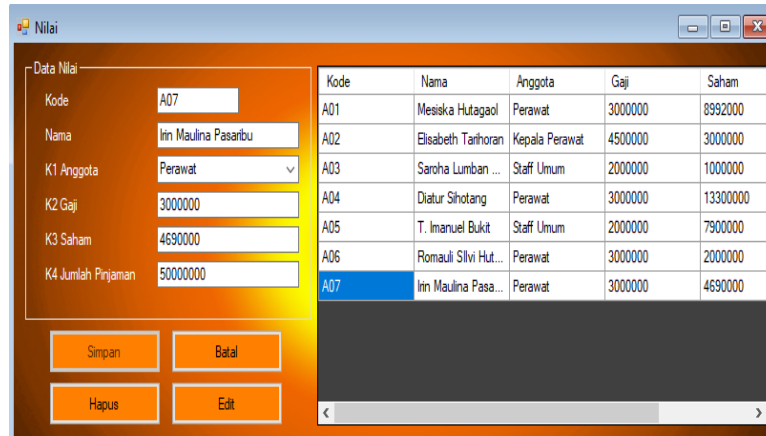 Nilai
Data Nilai
Kode A07
Nama Irin Maulina Pasaribu
K1 Anggota Perawat
K2 Gaji 3000000
K3 Saham 4690000
K4 Jumlah Pinjaman 50000000
Simpan Batal
Hapus Edit
Kode Nama Anggota Gaji Saham
A01 Mesiska Hutagaol Perawat 3000000 8992000
A02 Elisabeth Tarihoran Kepala Perawat 4500000 3000000
A03 Saroha Lumban ... Staff Umum 2000000 1000000
A04 Diatur Sihotang Perawat 3000000 13300000
A05 T. Imanuel Bukit Staff Umum 2000000 7900000
A06 Romauli SIlvi Hut... Perawat 3000000 2000000
A07 Irin Maulina Pasa... Perawat 3000000 4690000